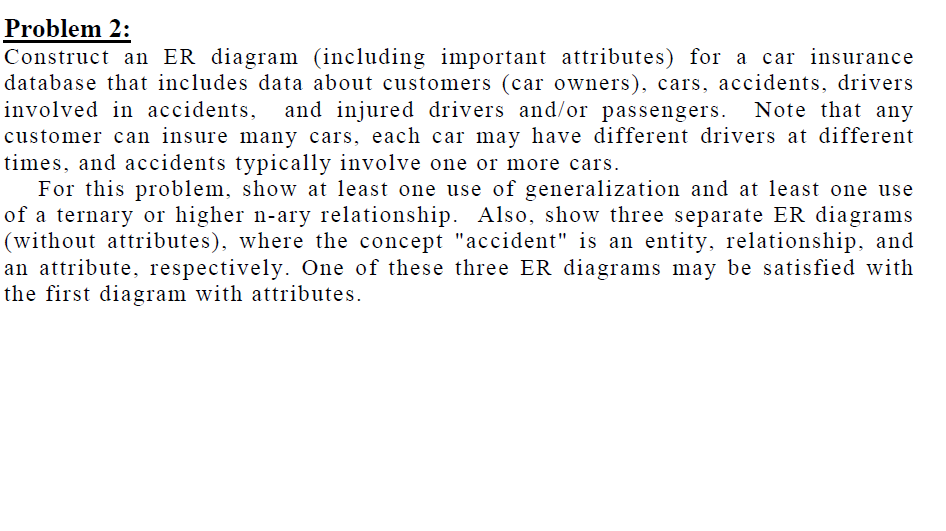 Problem 2:
Construct an ER diagram (including important attributes) for a car insurance
database that includes data about customers (car owners), cars, accidents, drivers
involved in accidents, and injured drivers and/or passengers. Note that any
customer can insure many cars, each car may have different drivers at different
times, and accidents typically involve one or more cars.
For this problem, show at least one use of generalization and at least one use
of a ternary or higher n-ary relationship. Also, show three separate ER diagrams
(without attributes), where the concept "accident" is an entity, relationship, and
an attribute, respectively. One of these three ER diagrams may be satisfied with
the first diagram with attributes.